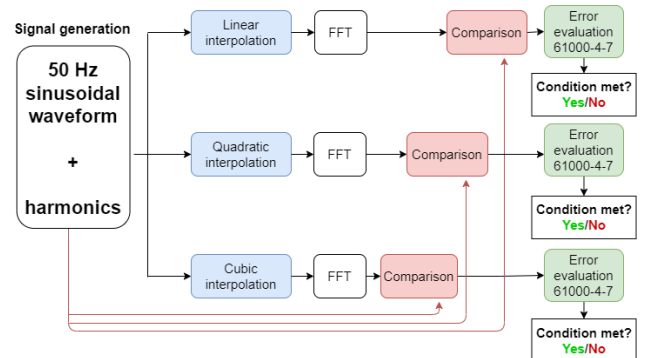 Signal generation
50 Hz
sinusoidal
waveform
+
harmonics
Linear
interpolation
FFT
Comparison
Error
evaluation
61000-4-7
Condition met?
Yes/No
Quadratic
interpolation
FFT
Comparison
Error
evaluation
61000-4-7
Condition met?
Yes/No
Cubic
interpolation
FFT
Comparison
Error
evaluation
61000-4-7
Condition met?
Yes/No